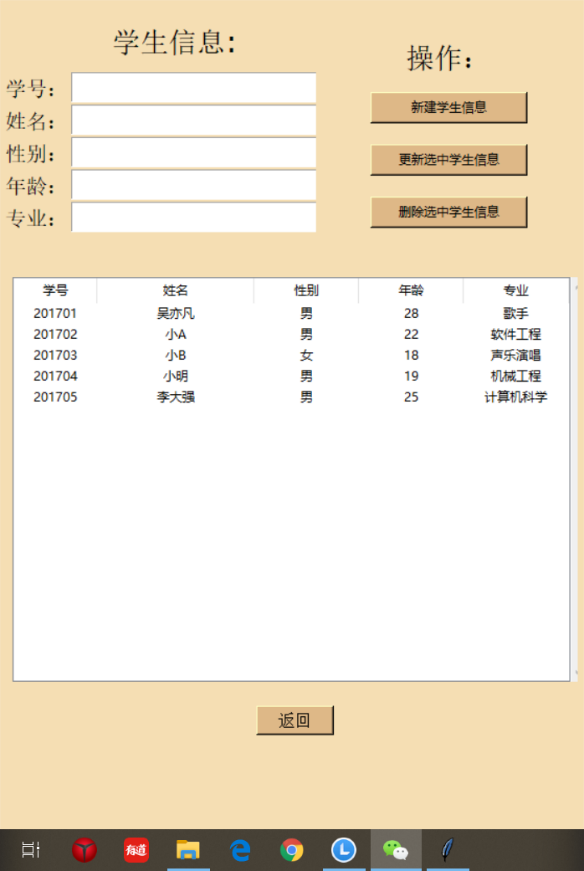 学生信息:
操作：
学号：
姓名：
性别：
年龄：
专业：
新建学生信息
更新选中学生信息
删除选中学生信息
学号 姓名 性别 年龄 专业
201701 吴亦凡 男 28 歌手
201702 小A 男 22 软件工程
201703 小B 女 18 声乐演唱
201704 小明 男 19 机械工程
201705 李大强 男 25 计算机科学
返回
有道
L